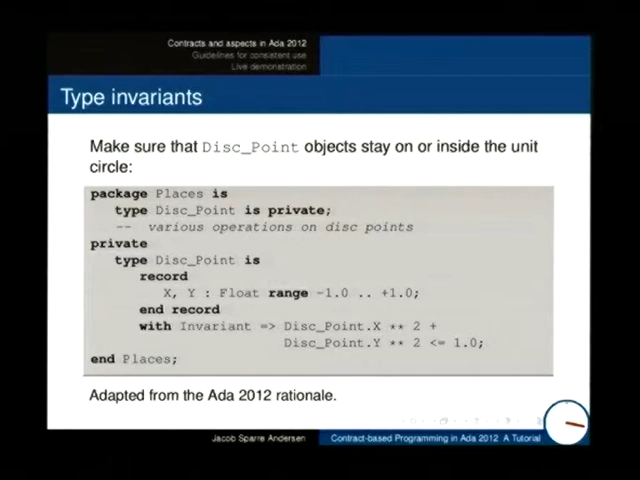 Contracts and aspects in Ada 2012
Guidelines for consistent use
Live demonstration
Type invariants
Make sure that Disc_Point objects stay on or inside the unit
circle:
package Places is
type Disc_Point is private;
-- various operations on disc points
private
type Disc_Point is
record
X, Y : Float range -1.0 .. +1.0;
end record
with Invariant => Disc_Point.X ** 2 +
Disc_Point.Y ** 2 <= 1.0;
end Places;
Adapted from the Ada 2012 rationale.
Jacob Sparre Andersen Contract-based Programming in Ada 2012 A Tutorial